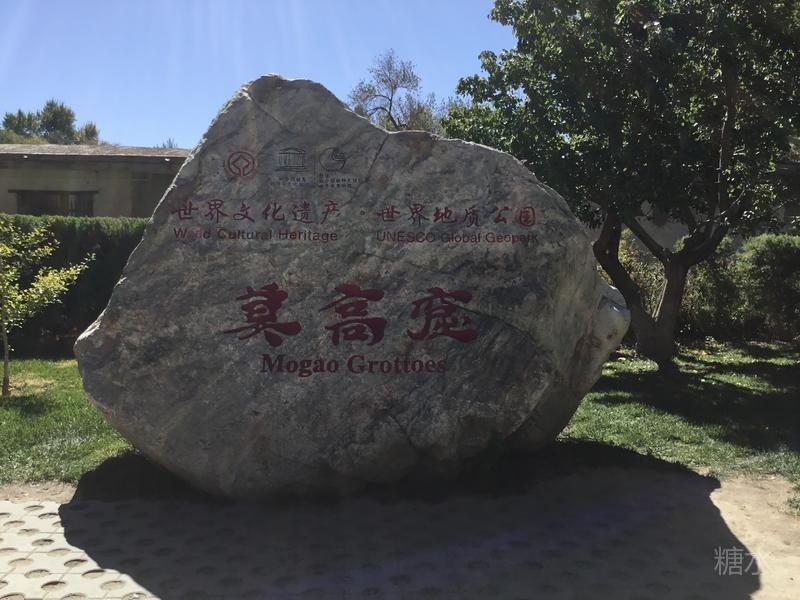 世界文化遗产·世界地质公园
World Cultural Heritage UNESCO Global Geopark
莫高窟
Mogao Grottoes
糖水